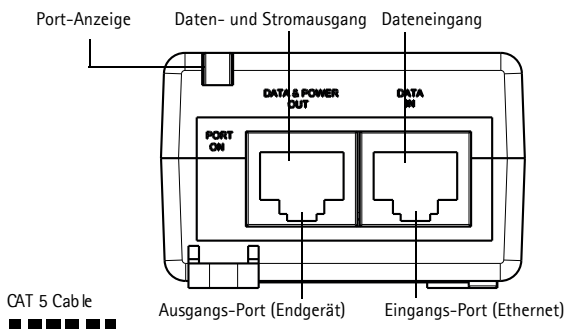 Port-Anzeige
Daten- und Stromausgang
Dateneingang
DATA & POWER
OUT
DATA
IN
PORT
ON
CAT 5 Cable
Ausgangs-Port (Endgerät)
Eingangs-Port (Ethernet)